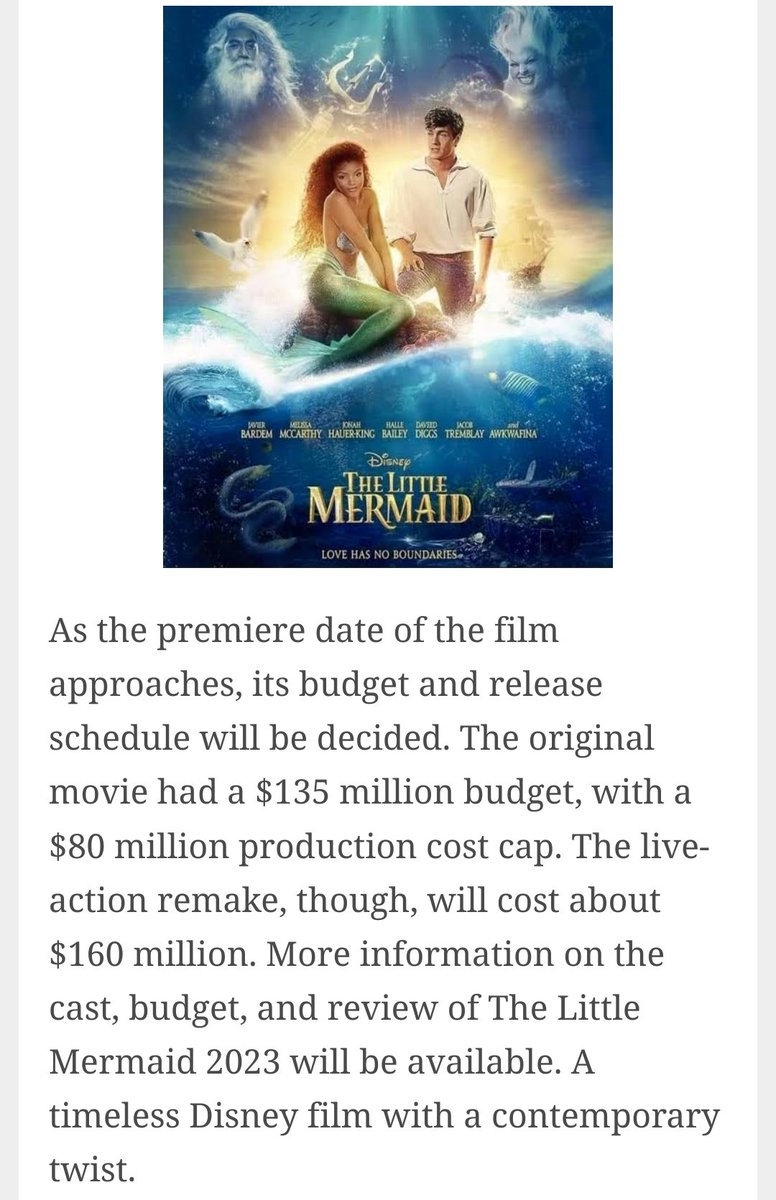 JAVIER BARDEM MELISSA MCCARTHY JONAH HAUER-KING HALLE BAILEY DAVEED DIGGS JACOB TREMBLAY and AWKWAFINA
Disney
THE LITTLE
MERMAID
LOVE HAS NO BOUNDARIES
As the premiere date of the film
approaches, its budget and release
schedule will be decided. The original
movie had a $135 million budget, with a
$80 million production cost cap. The live-
action remake, though, will cost about
$160 million. More information on the
cast, budget, and review of The Little
Mermaid 2023 will be available. A
timeless Disney film with a contemporary
twist.